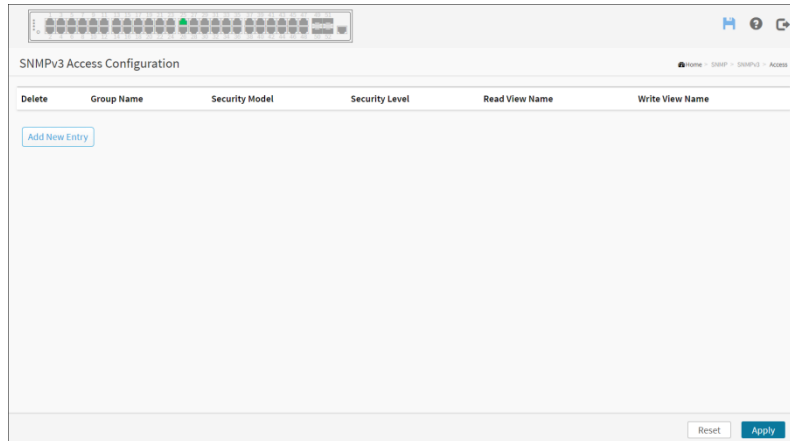 SNMPv3 Access Configuration
Home > SNMP > SNMPv3 > Access
Delete Group Name Security Model Security Level Read View Name Write View Name
Add New Entry
Reset Apply